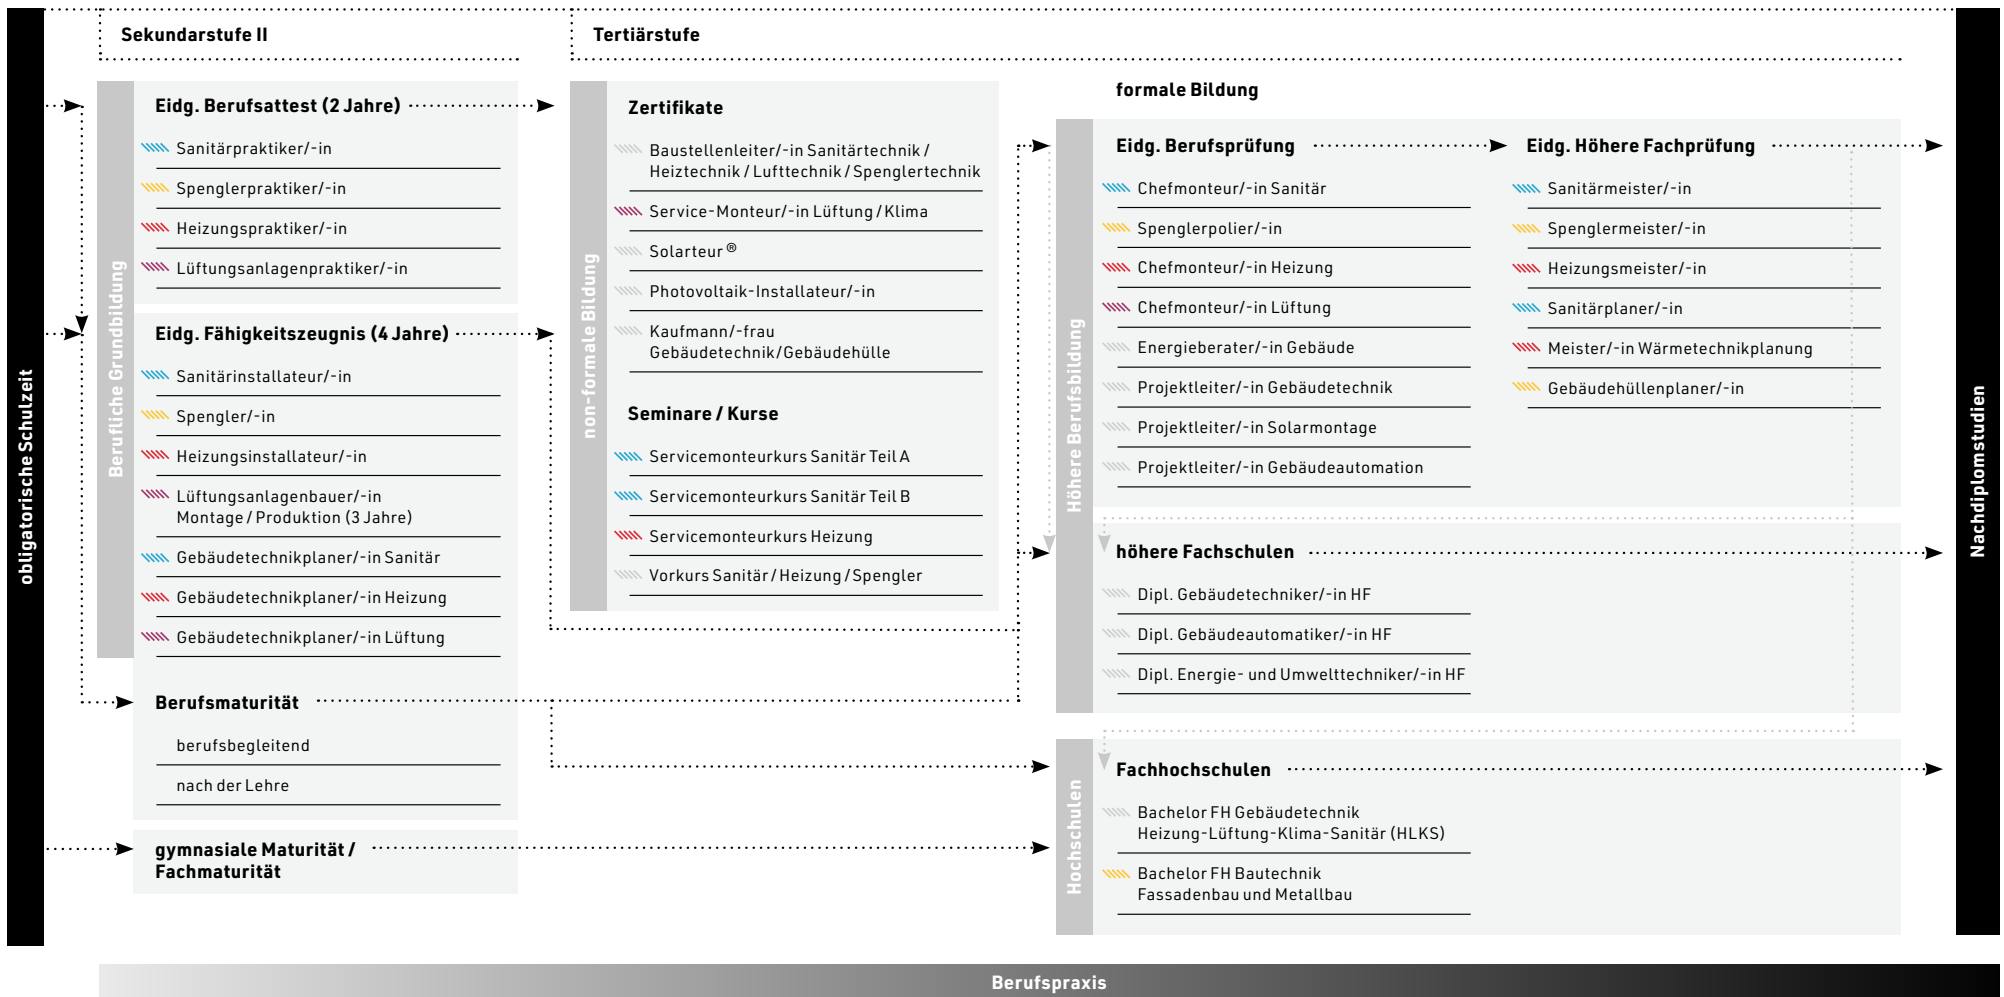 obligatorische Schulzeit
Sekundarstufe II
Berufliche Grundbildung
Eidg. Berufsattest (2 Jahre)
Sanitärpraktiker/-in
Spenglerpraktiker/-in
Heizungspraktiker/-in
Lüftungsanlagenpraktiker/-in
Eidg. Fähigkeitszeugnis (4 Jahre)
Sanitärinstallateur/-in
Spengler/-in
Heizungsinstallateur/-in
Lüftungsanlagenbauer/-in
Montage / Produktion (3 Jahre)
Gebäudetechnikplaner/-in Sanitär
Gebäudetechnikplaner/-in Heizung
Gebäudetechnikplaner/-in Lüftung
Berufsmaturität
berufsbegleitend
nach der Lehre
gymnasiale Maturität /
Fachmaturität
Tertiärstufe
non-formale Bildung
Zertifikate
Baustellenleiter/-in Sanitärtechnik /
Heiztechnik / Lufttechnik / Spenglertechnik
Service-Monteur/-in Lüftung / Klima
Solarteur ®
Photovoltaik-Installateur/-in
Kaufmann/-frau
Gebäudetechnik/Gebäudehülle
Seminare / Kurse
Servicemonteurkurs Sanitär Teil A
Servicemonteurkurs Sanitär Teil B
Servicemonteurkurs Heizung
Vorkurs Sanitär / Heizung / Spengler
formale Bildung
Höhere Berufsbildung
Eidg. Berufsprüfung
Chefmonteur/-in Sanitär
Spenglerpolier/-in
Chefmonteur/-in Heizung
Chefmonteur/-in Lüftung
Energieberater/-in Gebäude
Projektleiter/-in Gebäudetechnik
Projektleiter/-in Solarmontage
Projektleiter/-in Gebäudeautomation
Eidg. Höhere Fachprüfung
Sanitärmeister/-in
Spenglermeister/-in
Heizungsmeister/-in
Sanitärplaner/-in
Meister/-in Wärmetechnikplanung
Gebäudehüllenplaner/-in
höhere Fachschulen
Dipl. Gebäudetechniker/-in HF
Dipl. Gebäudeautomatiker/-in HF
Dipl. Energie- und Umwelttechniker/-in HF
Hochschulen
Fachhochschulen
Bachelor FH Gebäudetechnik
Heizung-Lüftung-Klima-Sanitär (HLKS)
Bachelor FH Bautechnik
Fassadenbau und Metallbau
Nachdiplomstudien
Berufspraxis